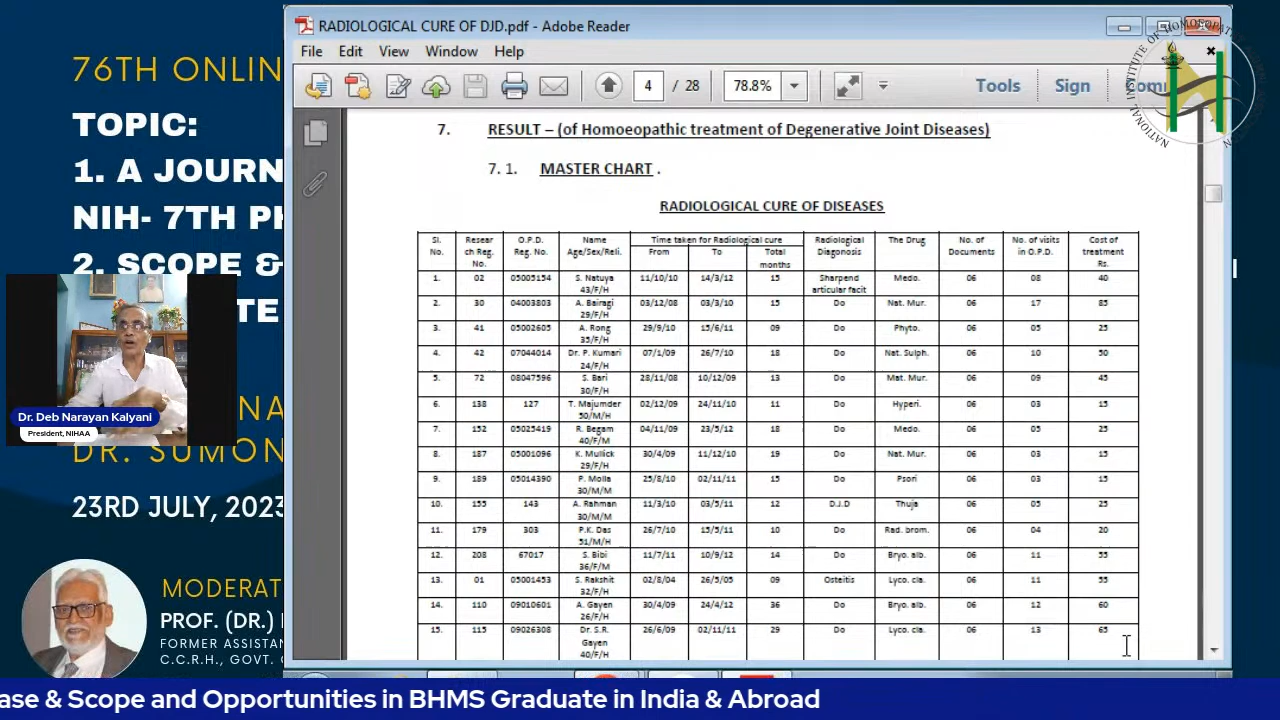 76TH ONLIN
TOPIC:
1. A JOURN
NIH- 7TH PH
2. SCOPE &
TE
NA
DR. SUMON
23RD JULY, 2023
MODERAT
PROF. (DR.)
FORMER ASSISTAN
C.C.R.H., GOVT.
Dr. Deb Narayan Kalyani
President, NIHAA
RADIOLOGICAL CURE OF DJD.pdf - Adobe Reader
File Edit View Window Help
4 / 28 78.8% Tools Sign Comm
NATIONAL INSTITUTE OF HOMOEOPATHY
7. RESULT – (of Homoeopathic treatment of Degenerative Joint Diseases)
7. 1. MASTER CHART .
RADIOLOGICAL CURE OF DISEASES
Sl. No. Resear ch Reg. No. O.P.D. Reg. No. Name Age/Sex/Reli. Time taken for Radiological cure Radiological Diagnonsis The Drug No. of Documents No. of visits in O.P.D. Cost of treatment Rs.
From To Total months
1. 02 05005154 S. Natuya 43/F/H 11/10/10 14/3/12 15 Sharpend articular facit Medo. 06 08 40
2. 30 04003803 A. Bairagi 29/F/H 03/12/08 03/3/10 15 Do Nat. Mur. 06 17 85
3. 41 05002605 A. Rong 35/F/H 29/9/10 15/6/11 09 Do Phyto. 06 05 25
4. 42 07044014 Dr. P. Kumari 24/F/H 07/1/09 26/7/10 18 Do Nat. Sulph. 06 10 50
5. 72 08047596 S. Bari 30/F/H 28/11/08 10/12/09 13 Do Mat. Mur. 06 09 45
6. 138 127 T. Majumder 50/M/H 02/12/09 24/11/10 11 Do Hyperi. 06 03 15
7. 152 05025419 R. Begam 40/F/M 04/11/09 23/5/12 18 Do Medo. 06 05 25
8. 187 05001096 K. Mullick 29/F/H 30/4/09 11/12/10 19 Do Nat. Mur. 06 03 15
9. 189 05014390 P. Molla 30/M/M 25/8/10 02/11/11 15 Do Psori 06 03 15
10. 155 143 A. Rahman 30/M/M 11/3/10 03/5/11 12 D.J.D Thuja 06 05 25
11. 179 303 P.K. Das 51/M/H 26/7/10 15/5/11 10 Do Rad. brom. 06 04 20
12. 208 67017 S. Bibi 36/F/M 11/7/11 10/9/12 14 Do Bryo. alb. 06 11 55
13. 01 05001453 S. Rakshit 32/F/H 02/8/04 26/5/05 09 Osteitis Lyco. cla. 06 11 55
14. 110 09010601 A. Gayen 26/F/H 30/4/09 24/4/12 36 Do Bryo. alb. 06 12 60
15. 115 09026308 Dr. S.R. Gayen 40/F/H 26/6/09 02/11/11 29 Do Lyco. cla. 06 13 65
ase & Scope and Opportunities in BHMS Graduate in India & Abroad